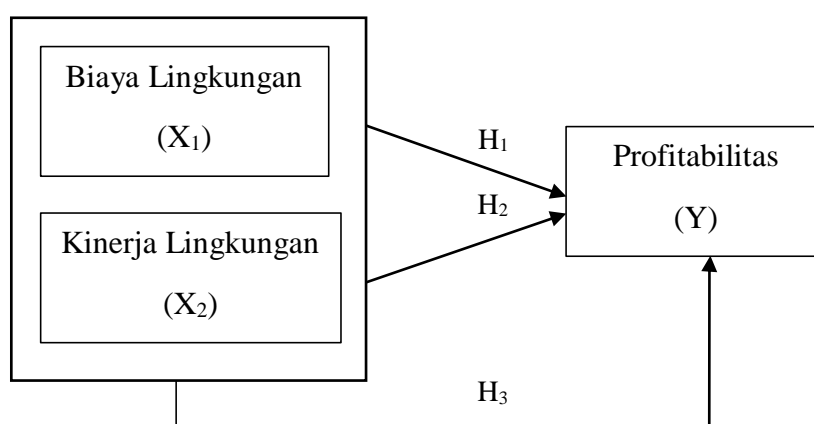 Biaya Lingkungan
(X₁)
H₁
Profitabilitas
(Y)
H₂
Kinerja Lingkungan
(X₂)
H₃